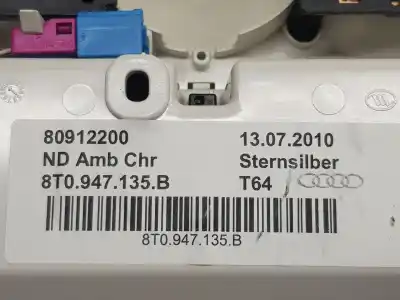 80912200 13.07.2010
ND Amb Chr Sternsilber
8T0.947.135.B T64
8T0.947.135.B